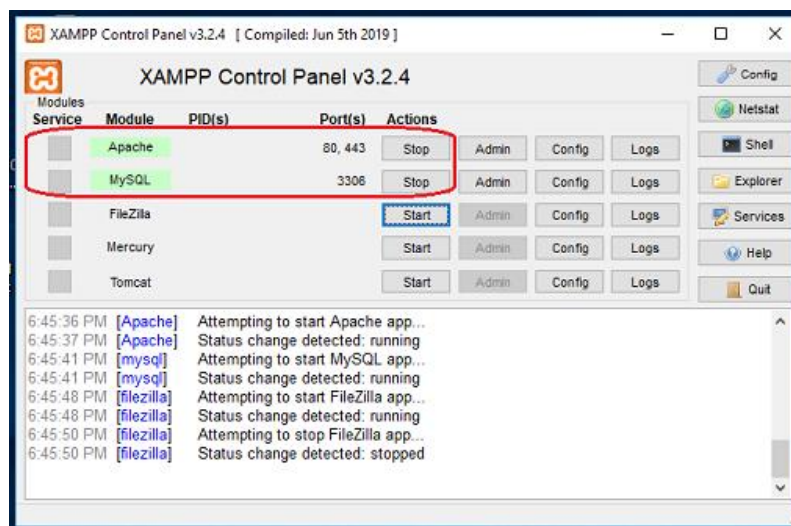 XAMPP Control Panel v3.2.4 [ Compiled: Jun 5th 2019 ]
XAMPP Control Panel v3.2.4
Config
Modules
Service Module PID(s) Port(s) Actions
Netstat
Apache 80, 443 Stop Admin Config Logs
Shell
MySQL 3306 Stop Admin Config Logs
Explorer
FileZilla Start Admin Config Logs
Services
Mercury Start Admin Config Logs
Help
Tomcat Start Admin Config Logs
Quit
6:45:36 PM [Apache] Attempting to start Apache app...
6:45:37 PM [Apache] Status change detected: running
6:45:41 PM [mysql] Attempting to start MySQL app...
6:45:41 PM [mysql] Status change detected: running
6:45:48 PM [filezilla] Attempting to start FileZilla app...
6:45:48 PM [filezilla] Status change detected: running
6:45:50 PM [filezilla] Attempting to stop FileZilla app...
6:45:50 PM [filezilla] Status change detected: stopped